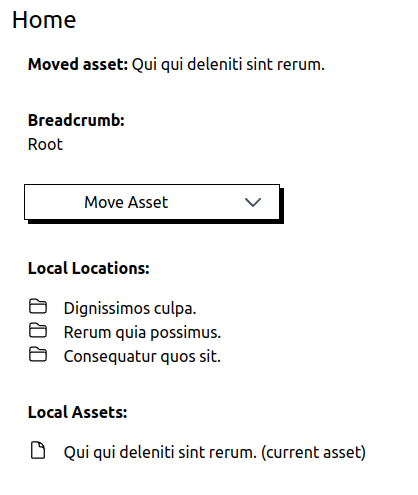 Home
Moved asset: Qui qui deleniti sint rerum.
Breadcrumb:
Root
Move Asset
Local Locations:
Dignissimos culpa.
Rerum quia possimus.
Consequatur quos sit.
Local Assets:
Qui qui deleniti sint rerum. (current asset)